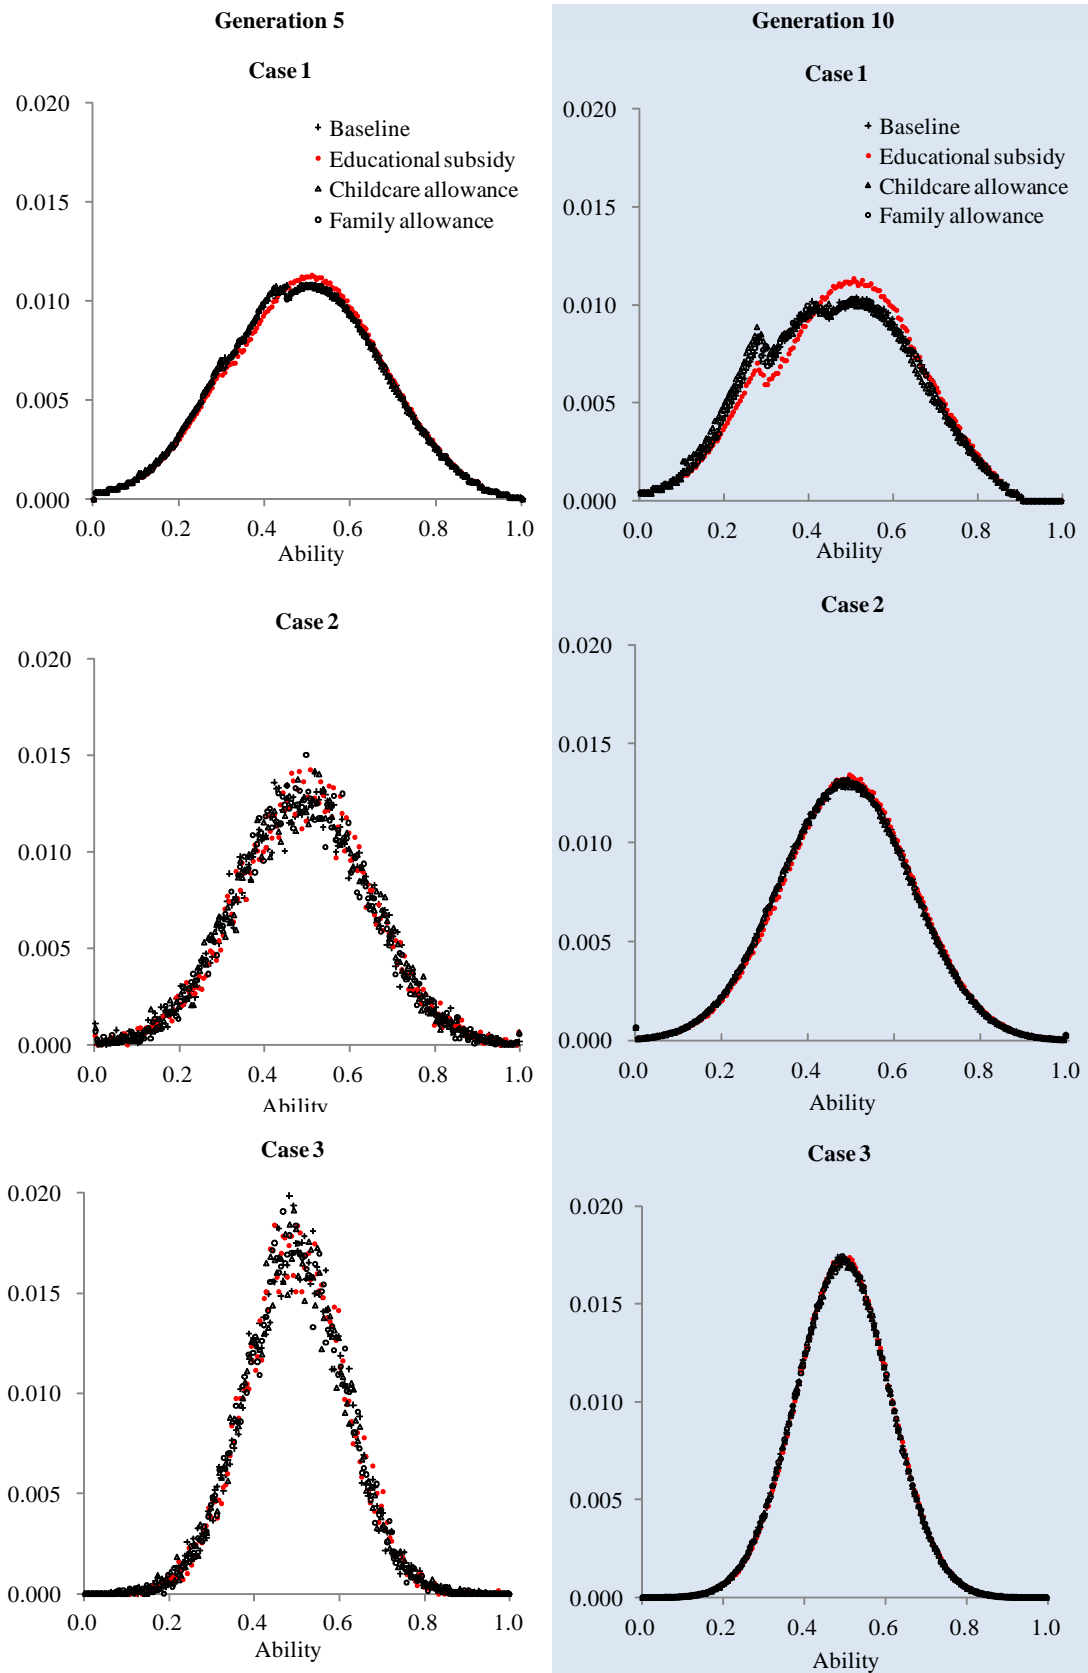 Generation 5
Case 1
0.020
0.015
0.010
0.005
0.000
+ Baseline
Educational subsidy
Childcare allowance
Family allowance
0.0 0.2 0.4 0.6 0.8 1.0
Ability
Case 2
0.020
0.015
0.010
0.005
0.000
0.0 0.2 0.4 0.6 0.8 1.0
Ability
Case 3
0.020
0.015
0.010
0.005
0.000
0.0 0.2 0.4 0.6 0.8 1.0
Ability
Generation 10
Case 1
0.020
0.015
0.010
0.005
0.000
+ Baseline
Educational subsidy
Childcare allowance
Family allowance
0.0 0.2 0.4 0.6 0.8 1.0
Ability
Case 2
0.020
0.015
0.010
0.005
0.000
0.0 0.2 0.4 0.6 0.8 1.0
Ability
Case 3
0.020
0.015
0.010
0.005
0.000
0.0 0.2 0.4 0.6 0.8 1.0
Ability